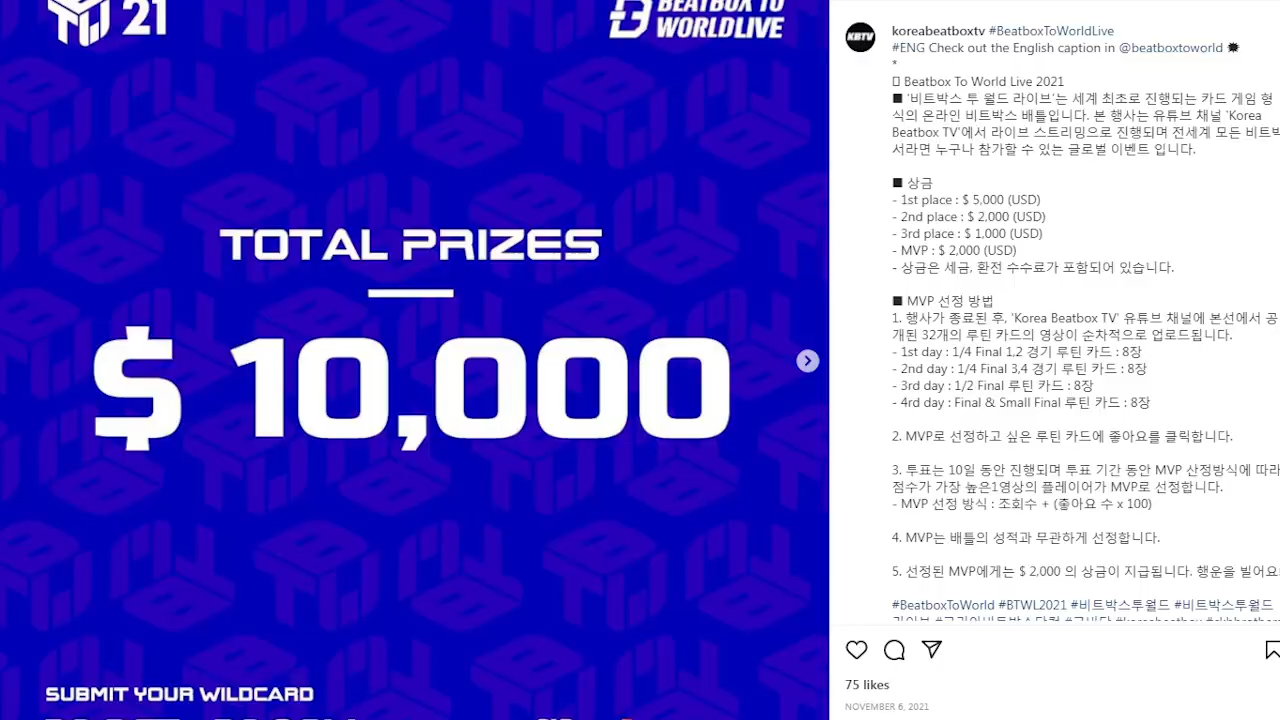 21
BEATBOX TO
WORLDLIVE
TOTAL PRIZES
$ 10,000
SUBMIT YOUR WILDCARD
KBTV
koreabeatboxtv #BeatboxToWorldLive
#ENG Check out the English caption in @beatboxtoworld
*
Beatbox To World Live 2021
■ '비트박스 투 월드 라이브'는 세계 최초로 진행되는 카드 게임 형
식의 온라인 비트박스 배틀입니다. 본 행사는 유튜브 채널 'Korea
Beatbox TV'에서 라이브 스트리밍으로 진행되며 전세계 모든 비트박
서라면 누구나 참가할 수 있는 글로벌 이벤트 입니다.
■ 상금
- 1st place : $ 5,000 (USD)
- 2nd place : $ 2,000 (USD)
- 3rd place : $ 1,000 (USD)
- MVP : $ 2,000 (USD)
- 상금은 세금, 환전 수수료가 포함되어 있습니다.
■ MVP 선정 방법
1. 행사가 종료된 후, 'Korea Beatbox TV' 유튜브 채널에 본선에서 공
개된 32개의 루틴 카드의 영상이 순차적으로 업로드됩니다.
- 1st day : 1/4 Final 1,2 경기 루틴 카드 : 8장
- 2nd day : 1/4 Final 3,4 경기 루틴 카드 : 8장
- 3rd day : 1/2 Final 루틴 카드 : 8장
- 4rd day : Final & Small Final 루틴 카드 : 8장
2. MVP로 선정하고 싶은 루틴 카드에 좋아요를 클릭합니다.
3. 투표는 10일 동안 진행되며 투표 기간 동안 MVP 산정방식에 따라
점수가 가장 높은1영상의 플레이어가 MVP로 선정합니다.
- MVP 선정 방식 : 조회수 + (좋아요 수 x 100)
4. MVP는 배틀의 성적과 무관하게 선정합니다.
5. 선정된 MVP에게는 $ 2,000 의 상금이 지급됩니다. 행운을 빌어요
#BeatboxToWorld #BTWL2021 #비트박스투월드 #비트박스투월드
75 likes
NOVEMBER 6, 2021